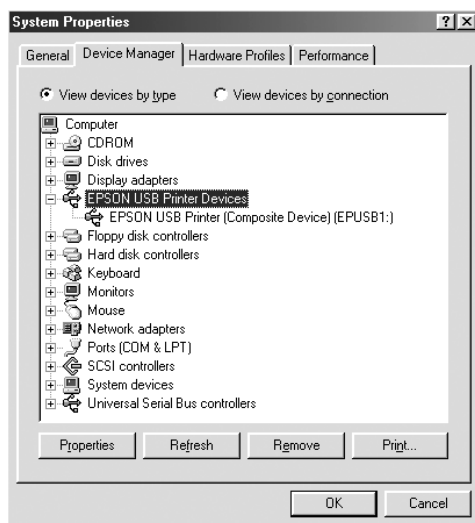 System Properties
General Device Manager Hardware Profiles Performance
View devices by type View devices by connection
Computer
CDROM
Disk drives
Display adapters
EPSON USB Printer Devices
EPSON USB Printer (Composite Device) (EPUSB1:)
Floppy disk controllers
Hard disk controllers
Keyboard
Monitors
Mouse
Network adapters
Ports (COM & LPT)
SCSI controllers
System devices
Universal Serial Bus controllers
Properties Refresh Remove Print...
OK Cancel